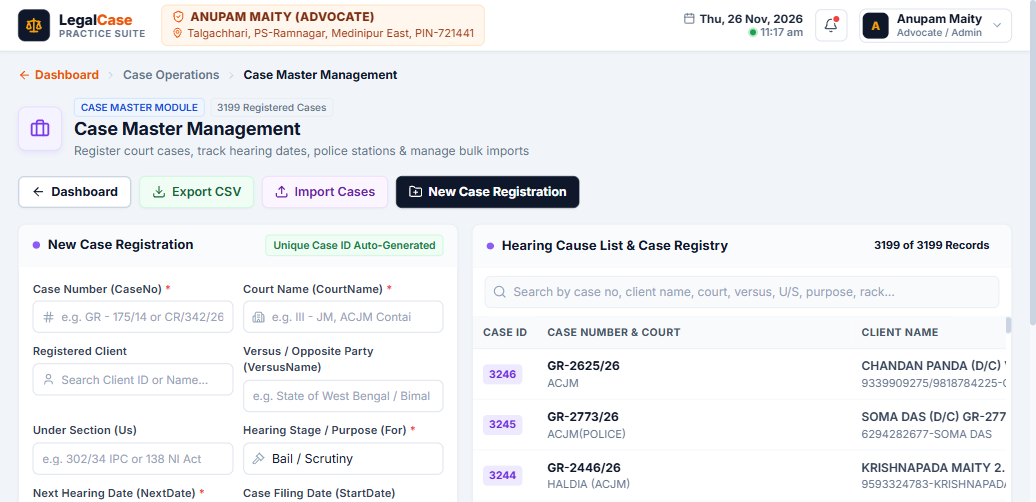 LegalCase
PRACTICE SUITE
ANUPAM MAITY (ADVOCATE)
Talgachhari, PS-Ramnagar, Medinipur East, PIN-721441
Thu, 26 Nov, 2026
11:17 am
A
Anupam Maity
Advocate / Admin
Dashboard
Case Operations
Case Master Management
CASE MASTER MODULE
3199 Registered Cases
Case Master Management
Register court cases, track hearing dates, police stations & manage bulk imports
Dashboard
Export CSV
Import Cases
New Case Registration
New Case Registration
Unique Case ID Auto-Generated
Case Number (CaseNo) *
e.g. GR - 175/14 or CR/342/26
Court Name (CourtName) *
e.g. III - JM, ACJM Contai
Registered Client
Search Client ID or Name...
Versus / Opposite Party
(VersusName)
e.g. State of West Bengal / Bimal
Under Section (Us)
e.g. 302/34 IPC or 138 NI Act
Hearing Stage / Purpose (For) *
Bail / Scrutiny
Next Hearing Date (NextDate) *
Case Filing Date (StartDate)
Hearing Cause List & Case Registry
3199 of 3199 Records
Search by case no, client name, court, versus, U/S, purpose, rack...
CASE ID
CASE NUMBER & COURT
CLIENT NAME
3246
GR-2625/26
ACJM
CHANDAN PANDA (D/C)
9339909275/9818784225-
3245
GR-2773/26
ACJM(POLICE)
SOMA DAS (D/C) GR-277
6294282677-SOMA DAS
3244
GR-2446/26
HALDIA (ACJM)
KRISHNAPADA MAITY 2.
9593324783-KRISHNAPAD